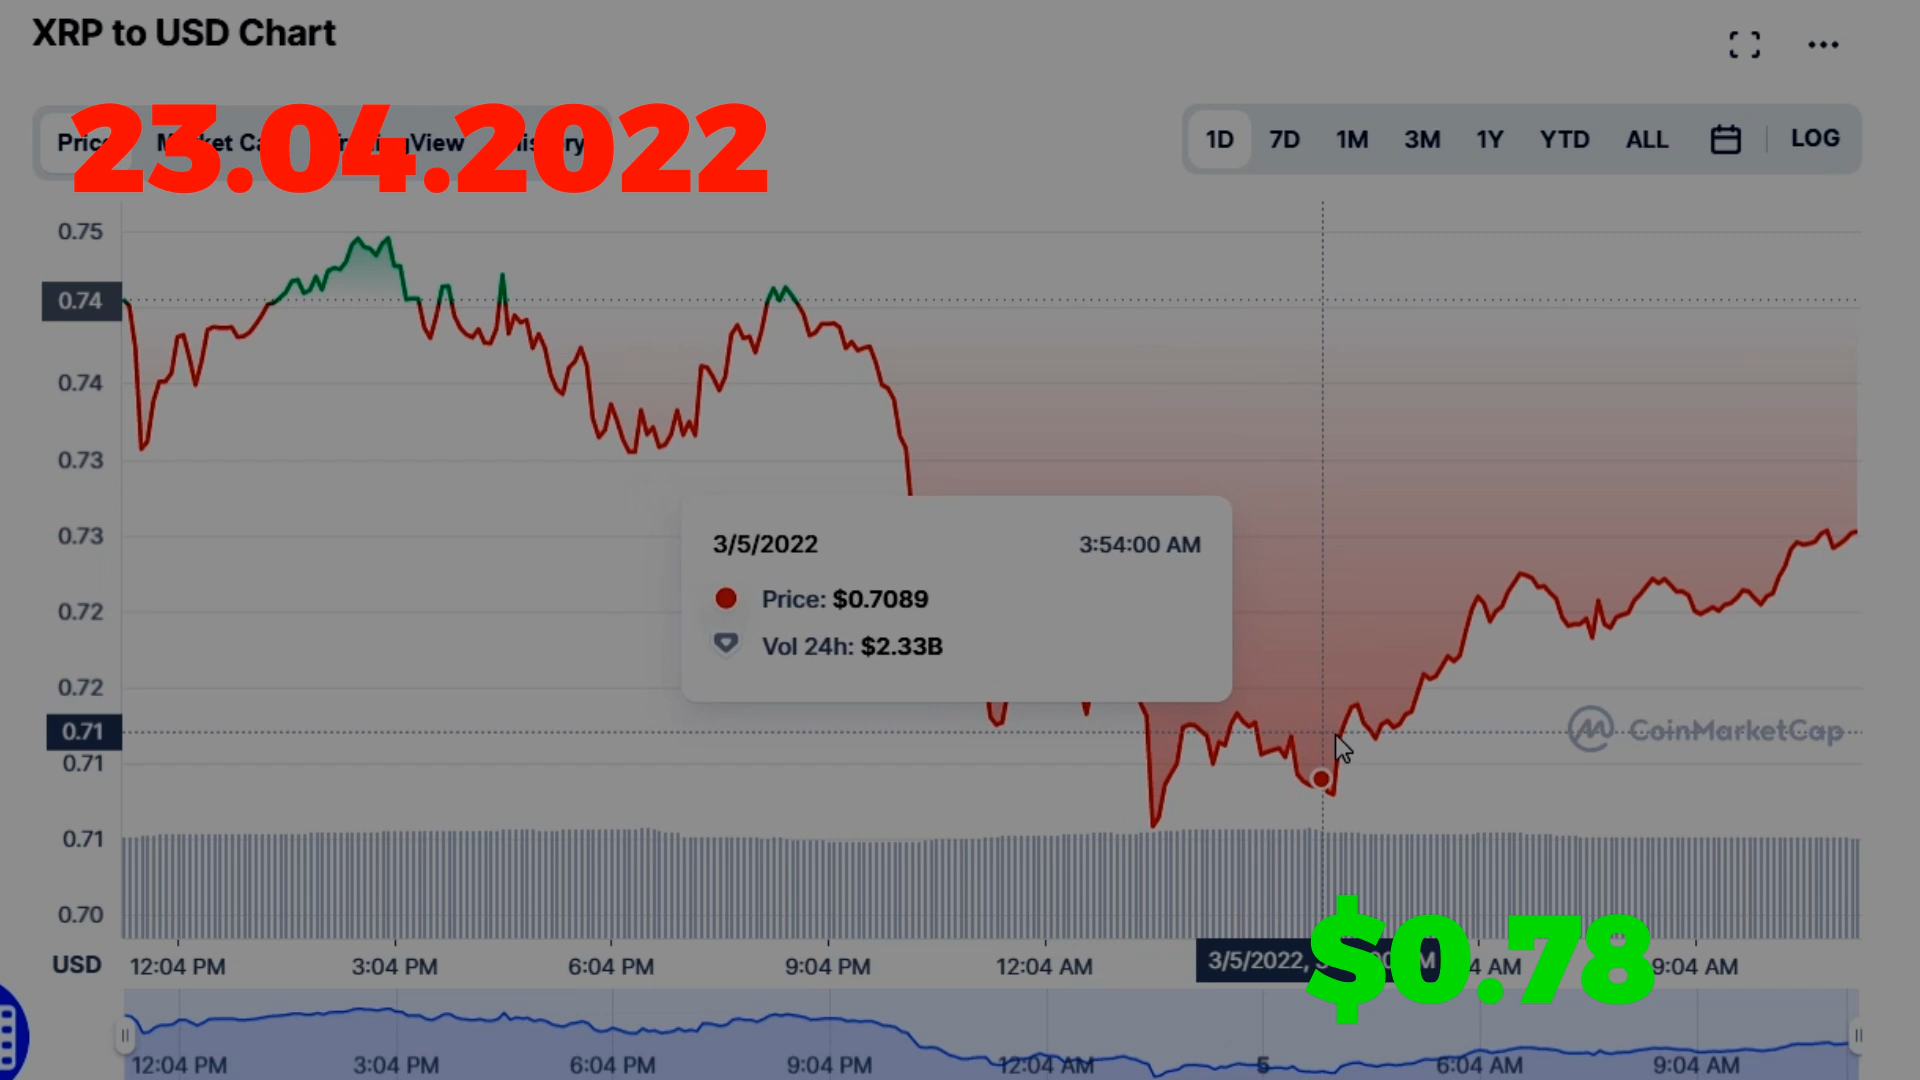 XRP to USD Chart
23.04.2022
1D 7D 1M 3M 1Y YTD ALL LOG
0.75
0.74
0.74
0.73
0.73
0.72
0.72
0.71
0.71
0.71
0.70
3/5/2022 3:54:00 AM
Price: $0.7089
Vol 24h: $2.33B
CoinMarketCap
USD 12:04 PM 3:04 PM 6:04 PM 9:04 PM 12:04 AM 3/5/2022, 9:04 AM
$0.78
12:04 PM 3:04 PM 6:04 PM 9:04 PM 12:04 AM 5 6:04 AM 9:04 AM